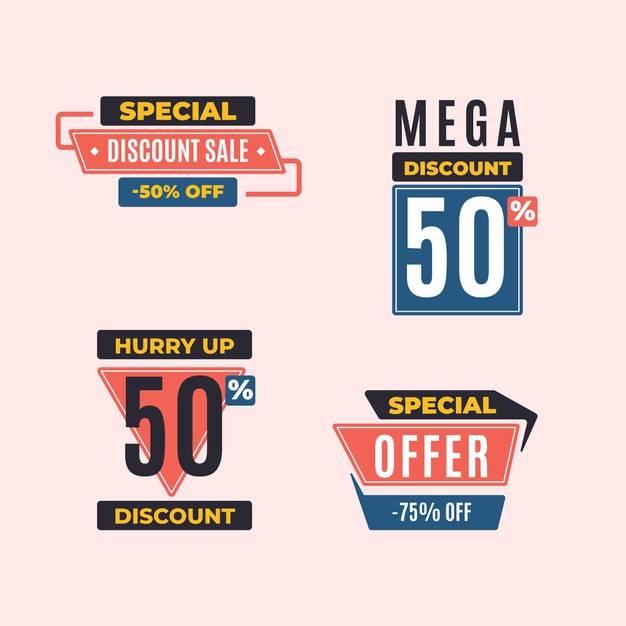 SPECIAL
DISCOUNT SALE
-50% OFF
MEGA
DISCOUNT
50%
HURRY UP
50%
DISCOUNT
SPECIAL
OFFER
-75% OFF